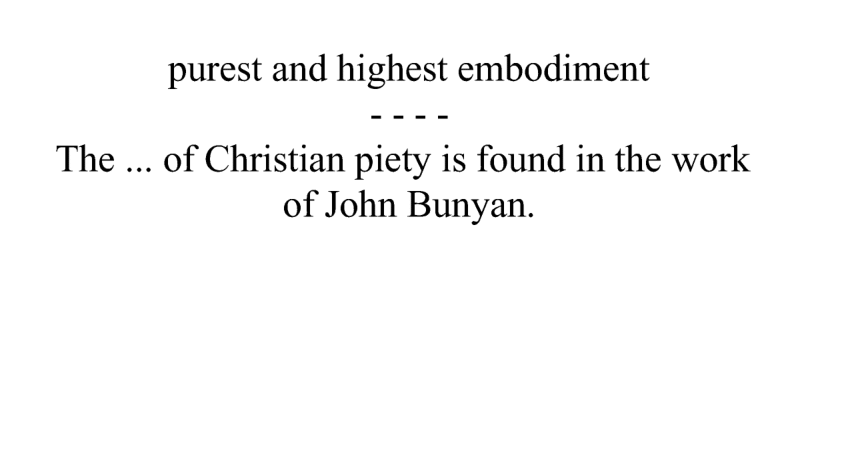 purest and highest embodiment
- - - -
The ... of Christian piety is found in the work
of John Bunyan.